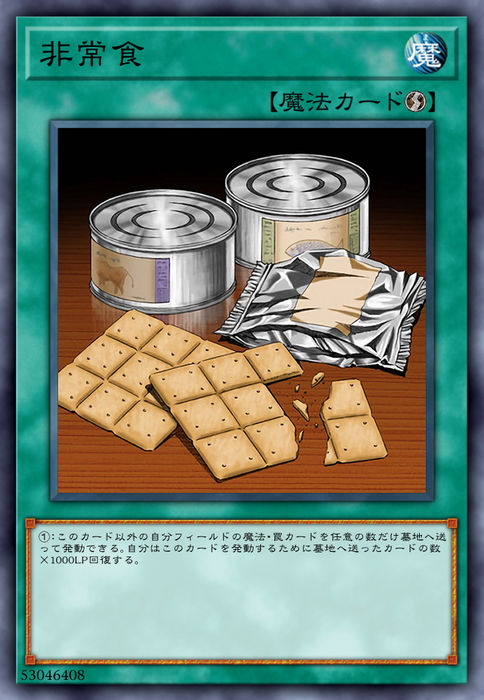 非常食
魔
【魔法カード】
①:このカード以外の自分フィールドの魔法・罠カードを任意の数だけ墓地へ送
って発動できる。自分はこのカードを発動するために墓地へ送ったカードの数
×1000LP回復する。
53046408